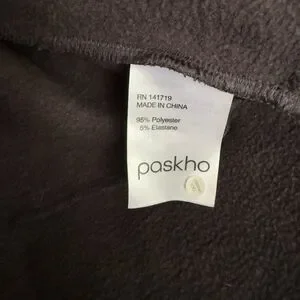 RN 141719
MADE IN CHINA
95% Polyester
5% Elastane
paskho